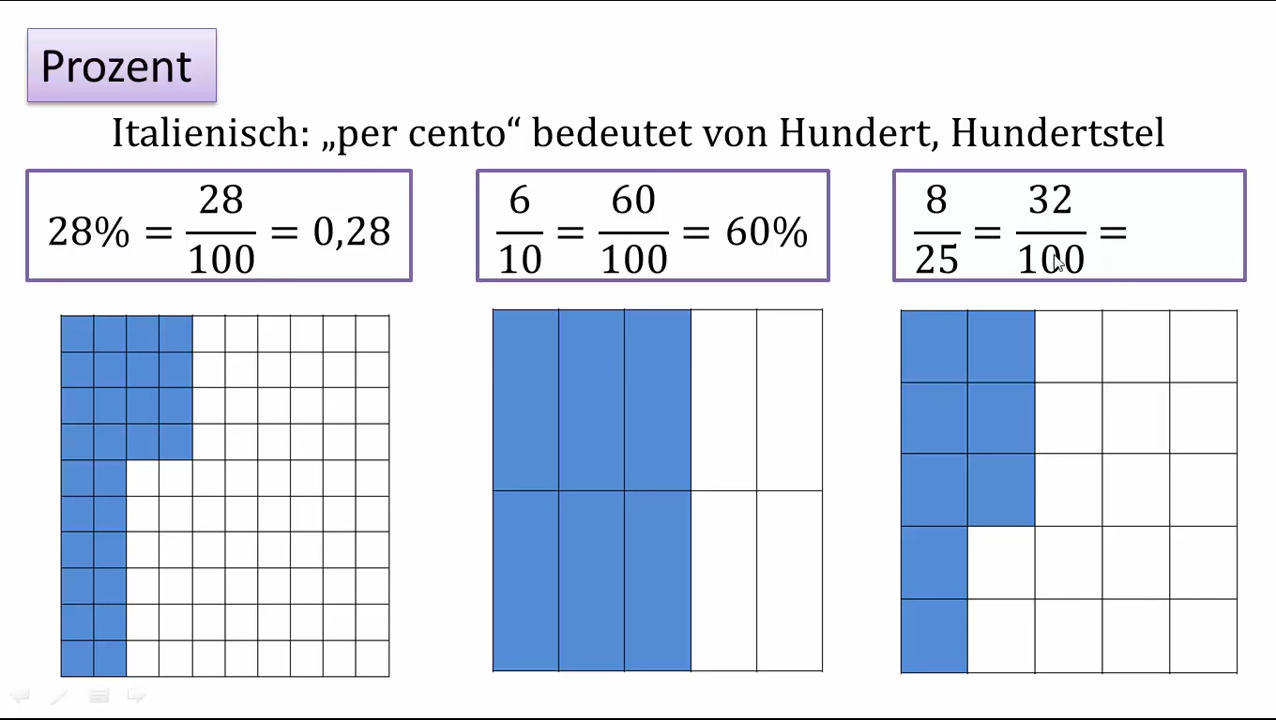 Prozent
Italienisch: „per cento“ bedeutet von Hundert, Hundertstel
28% = 28/100 = 0,28
6/10 = 60/100 = 60%
8/25 = 32/100 =